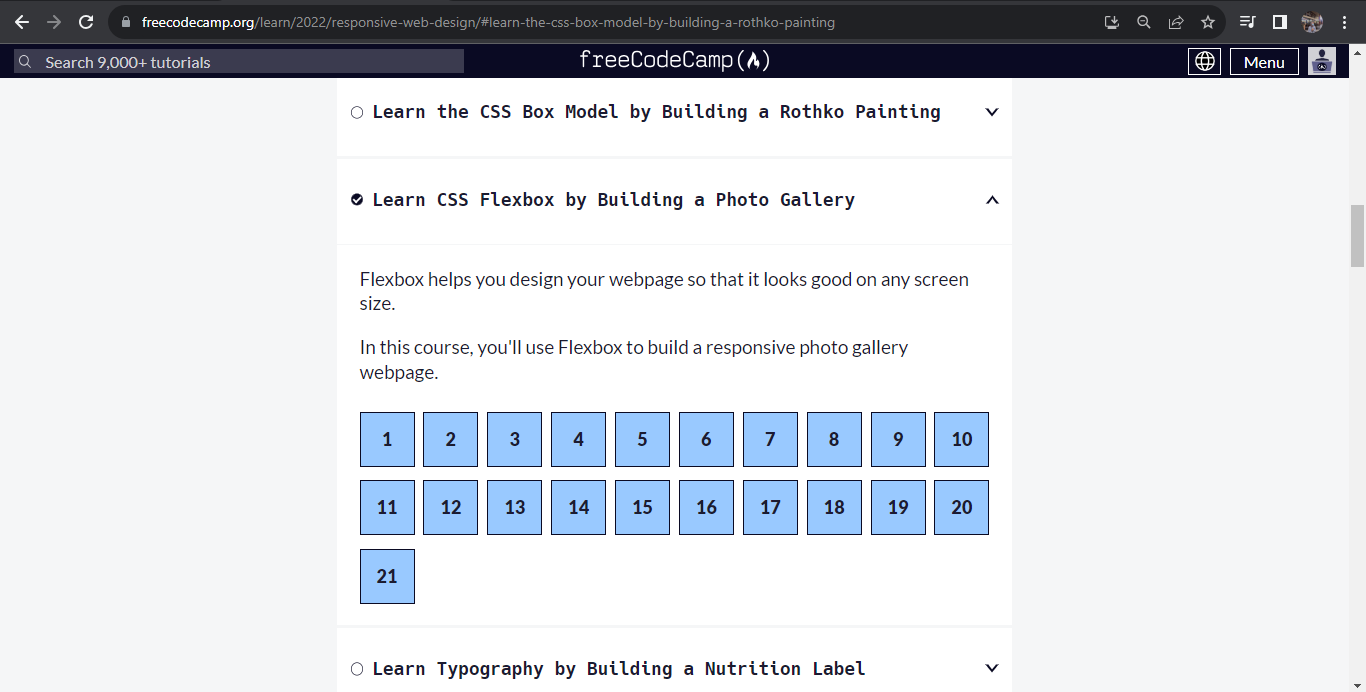 freecodecamp.org/learn/2022/responsive-web-design/#learn-the-css-box-model-by-building-a-rothko-painting
Search 9,000+ tutorials
freeCodeCamp(🔥)
Menu
Learn the CSS Box Model by Building a Rothko Painting
Learn CSS Flexbox by Building a Photo Gallery
Flexbox helps you design your webpage so that it looks good on any screen
size.
In this course, you'll use Flexbox to build a responsive photo gallery
webpage.
1 2 3 4 5 6 7 8 9 10
11 12 13 14 15 16 17 18 19 20
21
Learn Typography by Building a Nutrition Label